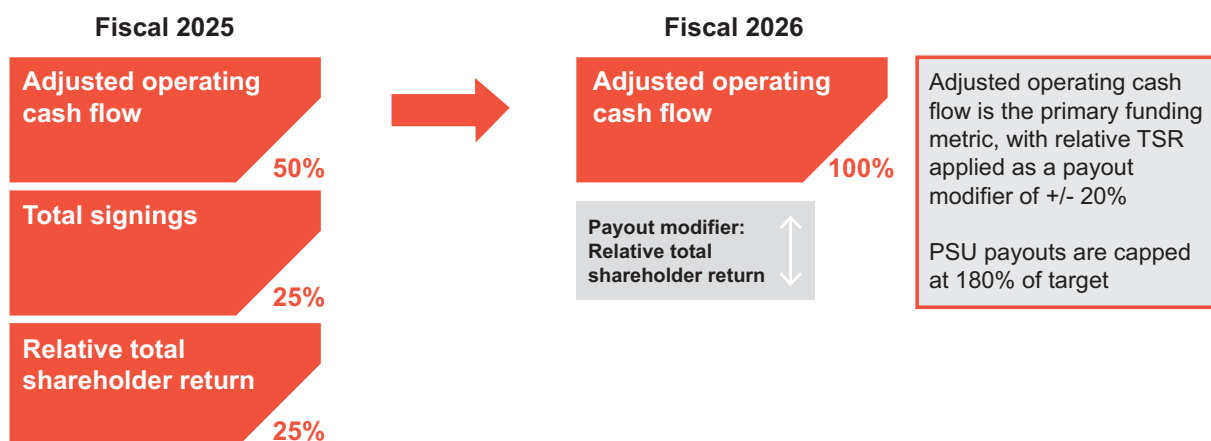 Fiscal 2025
Adjusted operating
cash flow
50%
Total signings
25%
Relative total
shareholder return
25%
Fiscal 2026
Adjusted operating
cash flow
100%
Payout modifier:
Relative total
shareholder return
Adjusted operating cash
flow is the primary funding
metric, with relative TSR
applied as a payout
modifier of +/- 20%
PSU payouts are capped
at 180% of target